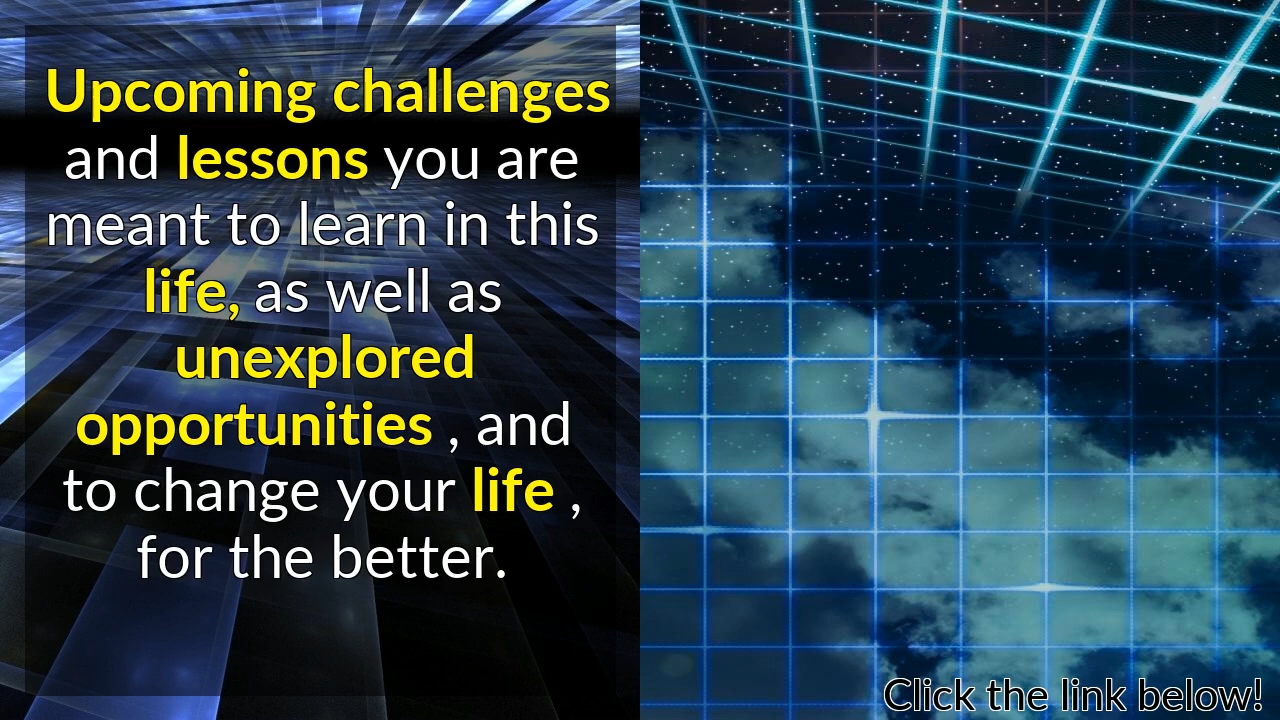 Upcoming challenges
and lessons you are
meant to learn in this
life, as well as
unexplored
opportunities , and
to change your life ,
for the better.
Click the link below!